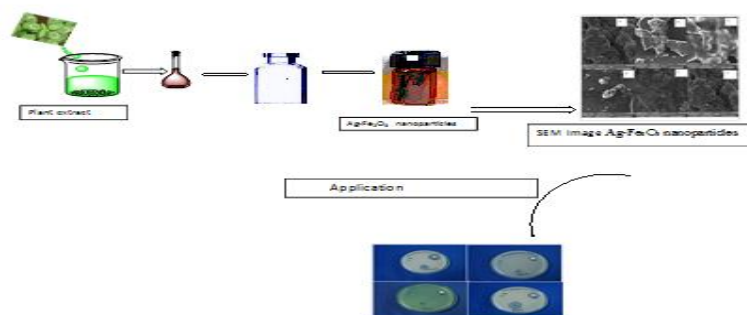 Plant extract
Ag-Fe₃O₄ nanoparticles
SEM Image Ag-Fe₃O₄ nanoparticles
Application